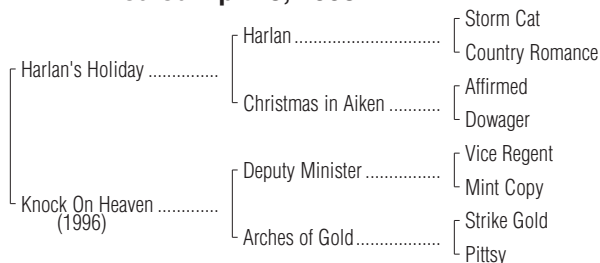 Harlan's Holiday ...............
Knock On Heaven .............
(1996)
Harlan ................................
Christmas in Aiken ...........
Deputy Minister .................
Arches of Gold...................
Storm Cat
Country Romance
Affirmed
Dowager
Vice Regent
Mint Copy
Strike Gold
Pittsy